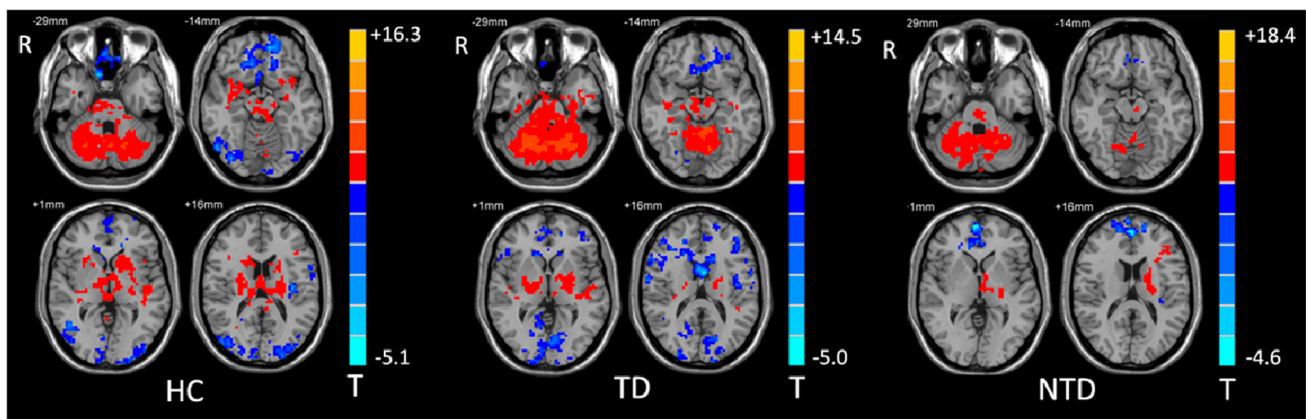 -29mm -14mm +16.3
R
+1mm +16mm
-5.1
HC T
-29mm -14mm +14.5
R
+1mm +16mm
-5.0
TD T
29mm -14mm +18.4
R
1mm +16mm
-4.6
NTD T